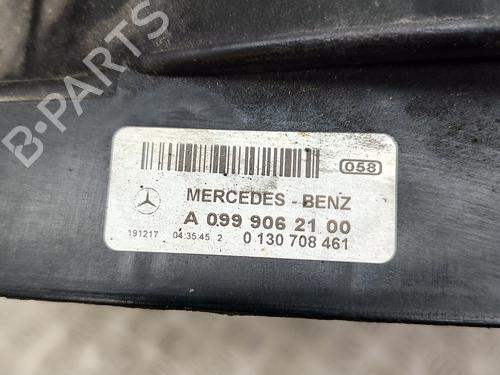 B-PARTS
058
MERCEDES - BENZ
A 099 906 21 00
191217 04:35:45 2 0 130 708 461